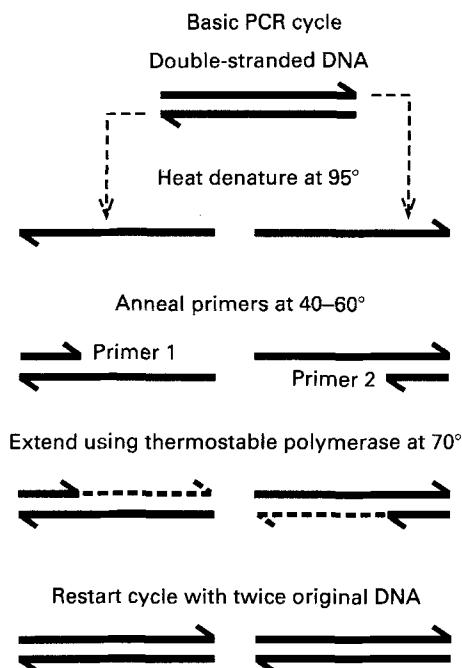 Basic PCR cycle
Double-stranded DNA
Heat denature at 95°
Anneal primers at 40–60°
Primer 1
Primer 2
Extend using thermostable polymerase at 70°
Restart cycle with twice original DNA